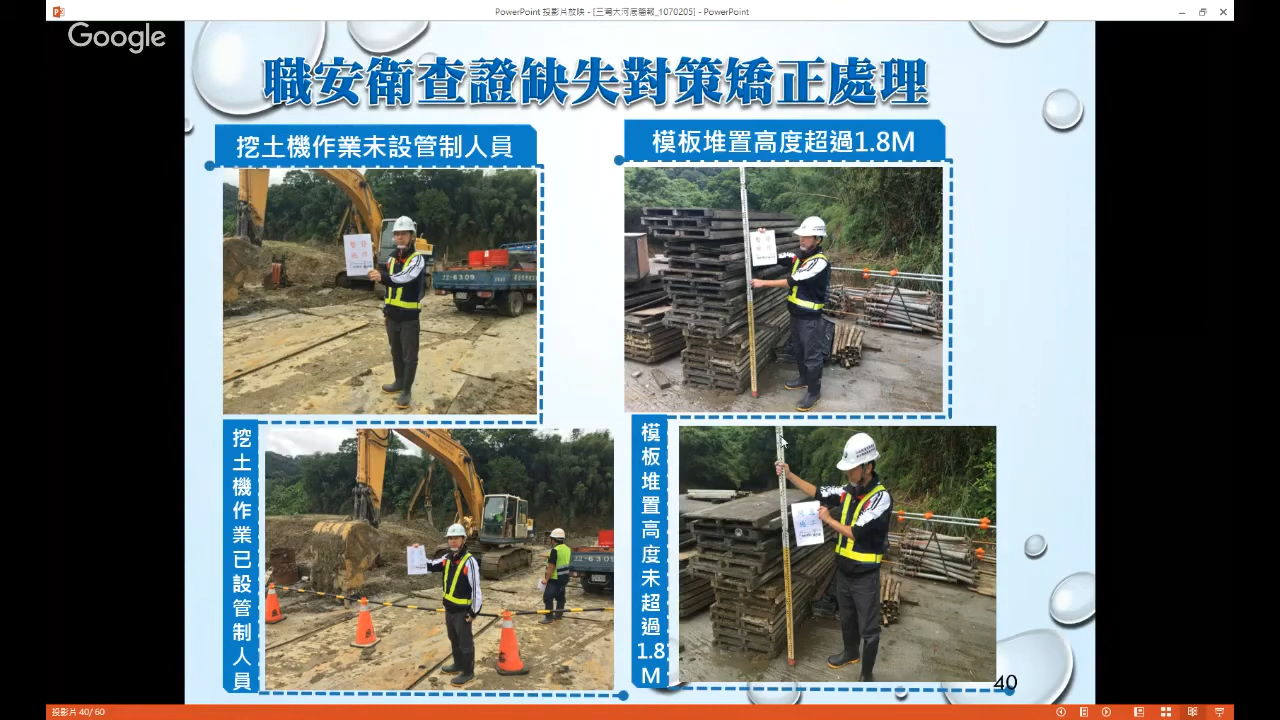 PowerPoint 投影片放映 - [三灣大河底簡報_1070205] - PowerPoint
Google
職安衛查證缺失對策矯正處理
挖土機作業未設管制人員
模板堆置高度超過1.8M
挖土機作業已設管制人員
模板堆置高度未超過1.8M
40
投影片 40/ 60